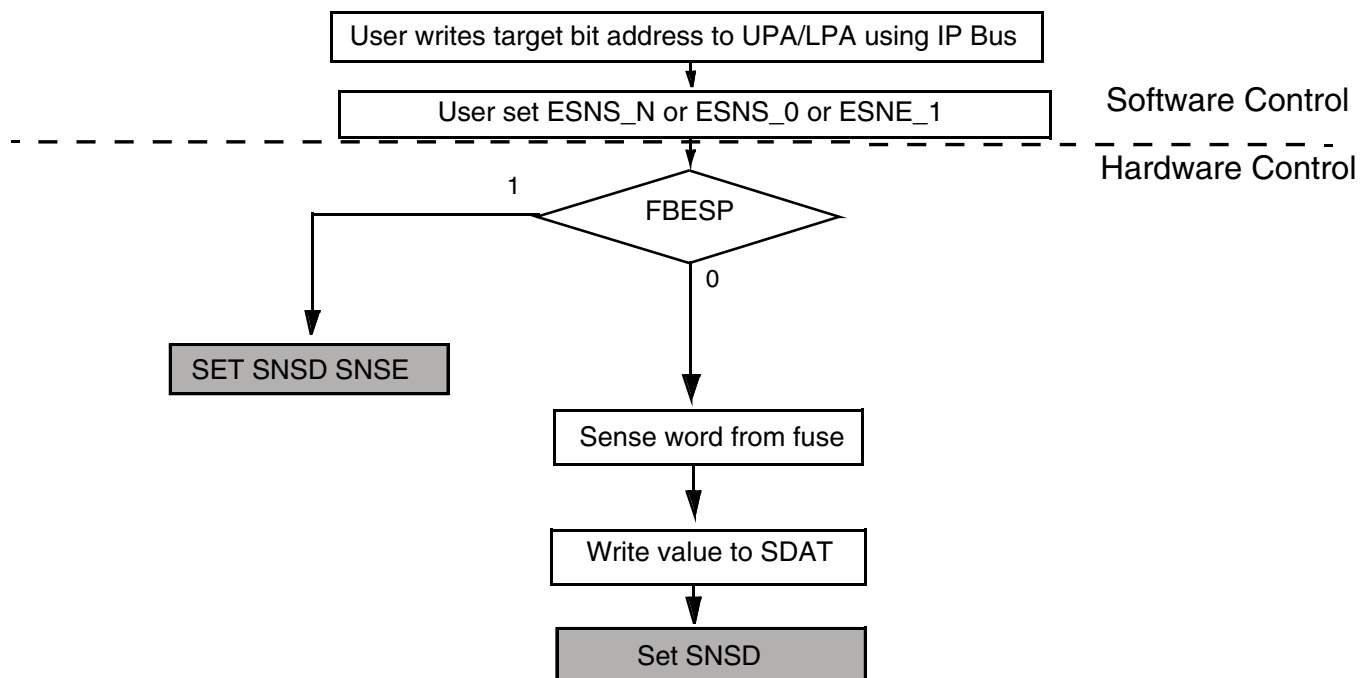 User writes target bit address to UPA/LPA using IP Bus
User set ESNS_N or ESNS_0 or ESNE_1
Software Control
Hardware Control
1
FBESP
0
SET SNSD SNSE
Sense word from fuse
Write value to SDAT
Set SNSD